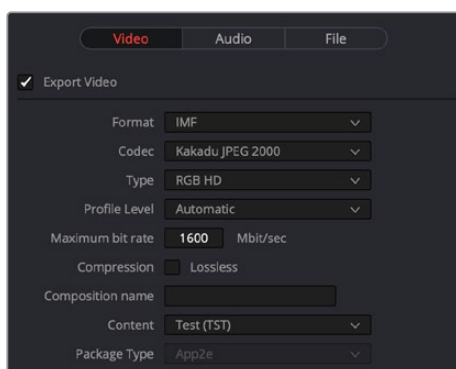 Video Audio File
Export Video
Format IMF
Codec Kakadu JPEG 2000
Type RGB HD
Profile Level Automatic
Maximum bit rate 1600 Mbit/sec
Compression Lossless
Composition name
Content Test (TST)
Package Type App2e